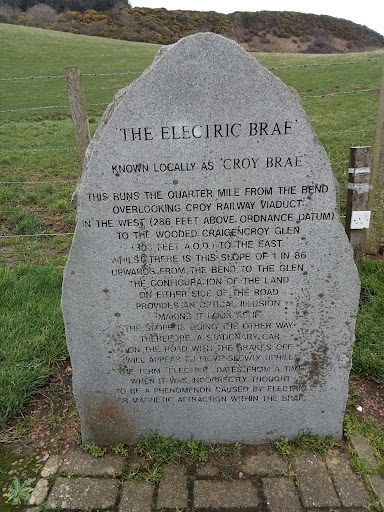 'THE ELECTRIC BRAE'
KNOWN LOCALLY AS 'CROY BRAE'
THIS RUNS THE QUARTER MILE FROM THE BEND
OVERLOOKING CROY RAILWAY VIADUCT
IN THE WEST (286 FEET ABOVE ORDNANCE DATUM)
TO THE WOODED CRAIGENCROY GLEN
(303 FEET A.O.D.) TO THE EAST
WHILST THERE IS THIS SLOPE OF 1 IN 86
UPWARDS FROM THE BEND TO THE GLEN
THE CONFIGURATION OF THE LAND
ON EITHER SIDE OF THE ROAD
PROVIDES AN OPTICAL ILLUSION
MAKING IT LOOK AS IF
THE SLOPE IS GOING THE OTHER WAY
THEREFORE A STATIONARY CAR
ON THE ROAD WITH THE BRAKES OFF
WILL APPEAR TO MOVE SLOWLY UPHILL
THE TERM 'ELECTRIC' DATES FROM A TIME
WHEN IT WAS INCORRECTLY THOUGHT
TO BE A PHENOMENON CAUSED BY ELECTRIC
OR MAGNETIC ATTRACTION WITHIN THE BRAE